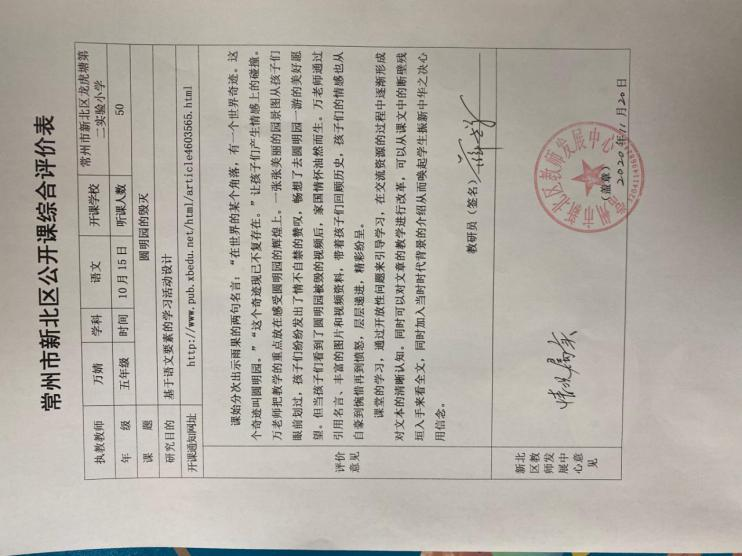 常州市新北区公开课综合评价表
执教教师 万婧 学科 语文 开课学校 常州市新北区龙虎塘第
二实验小学
年 级 五年级 时间 10月15日 听课人数 50
课 题 圆明园的毁灭
研究目的 基于语文要素的学习活动设计
开课通知网址 http://www.pub.xbedu.net/html/article4603565.html
评价
意见
课始分次出示雨果的两句名言：“在世界的某个角落，有一个世界奇迹。这
个奇迹叫圆明园。”“这个奇迹现已不复存在。”让孩子们产生情感上的碰撞。
万老师把教学的重点放在感受圆明园的辉煌上。一张张美丽的园景图从孩子们
眼前划过，孩子们纷纷发出了情不自禁的赞叹，畅想了去圆明园一游的美好愿
望。但当孩子们看到了圆明园被毁的视频后，家国情怀油然而生。万老师通过
引用名言、丰富的图片和视频资料，带着孩子们回顾历史，孩子们的情感也从
自豪到惋惜再到愤怒，层层递进，精彩纷呈。
课堂的学习，通过开放性问题来引导学习，在交流资源的过程中逐渐形成
对文本的清晰认知。同时可以对文章的教学进行改革，可以从课文中的断壁残
垣入手来看全文，同时加入当时时代背景的介绍从而唤起学生振新中华之决心
用信念。
教研员（签名）
新北
区教
师发
展中
心意
见
情况属实
（盖章）
2020年11月20日
常州市新北区教师发展中心